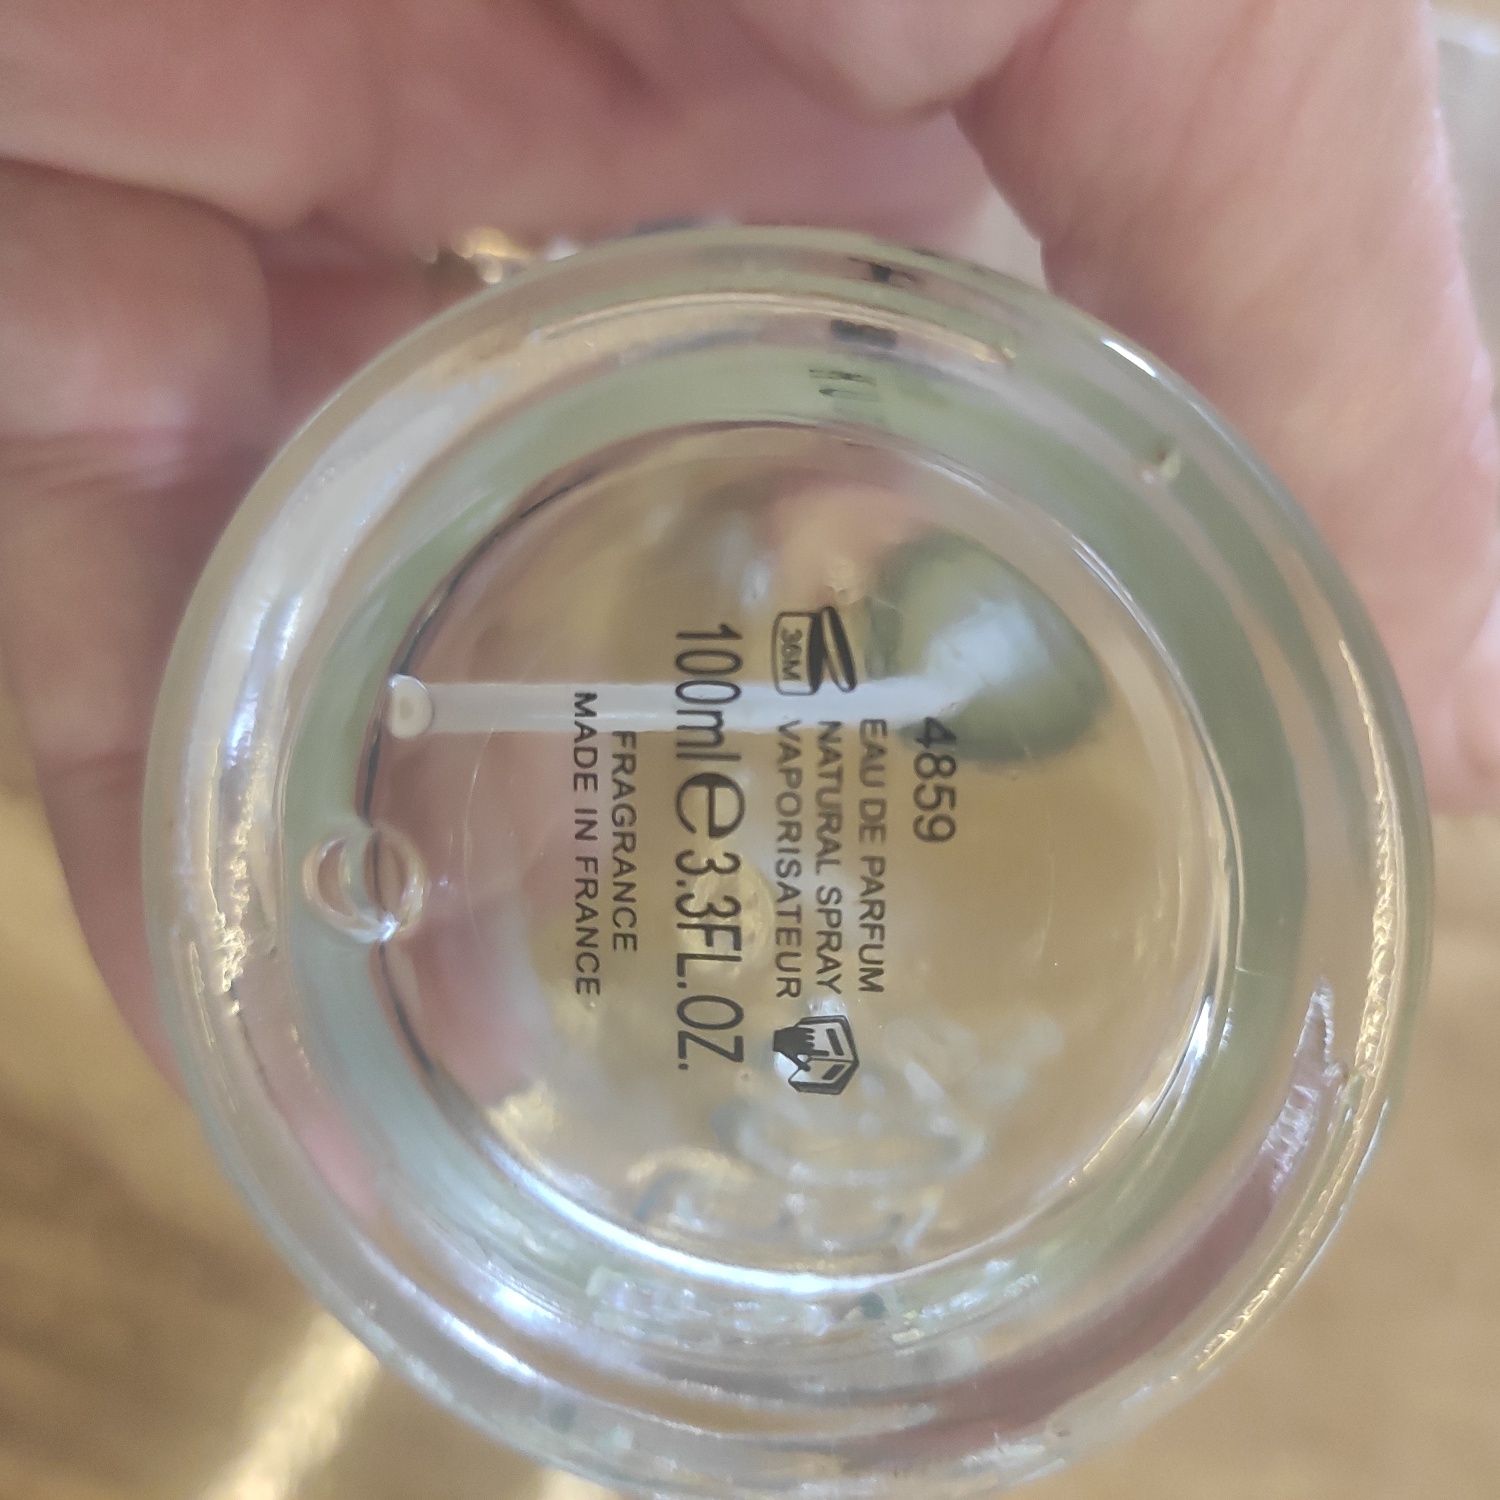 4859
EAU DE PARFUM
NATURAL SPRAY
VAPORISATEUR
36M
100ml e 3.3FL.OZ.
FRAGRANCE
MADE IN FRANCE